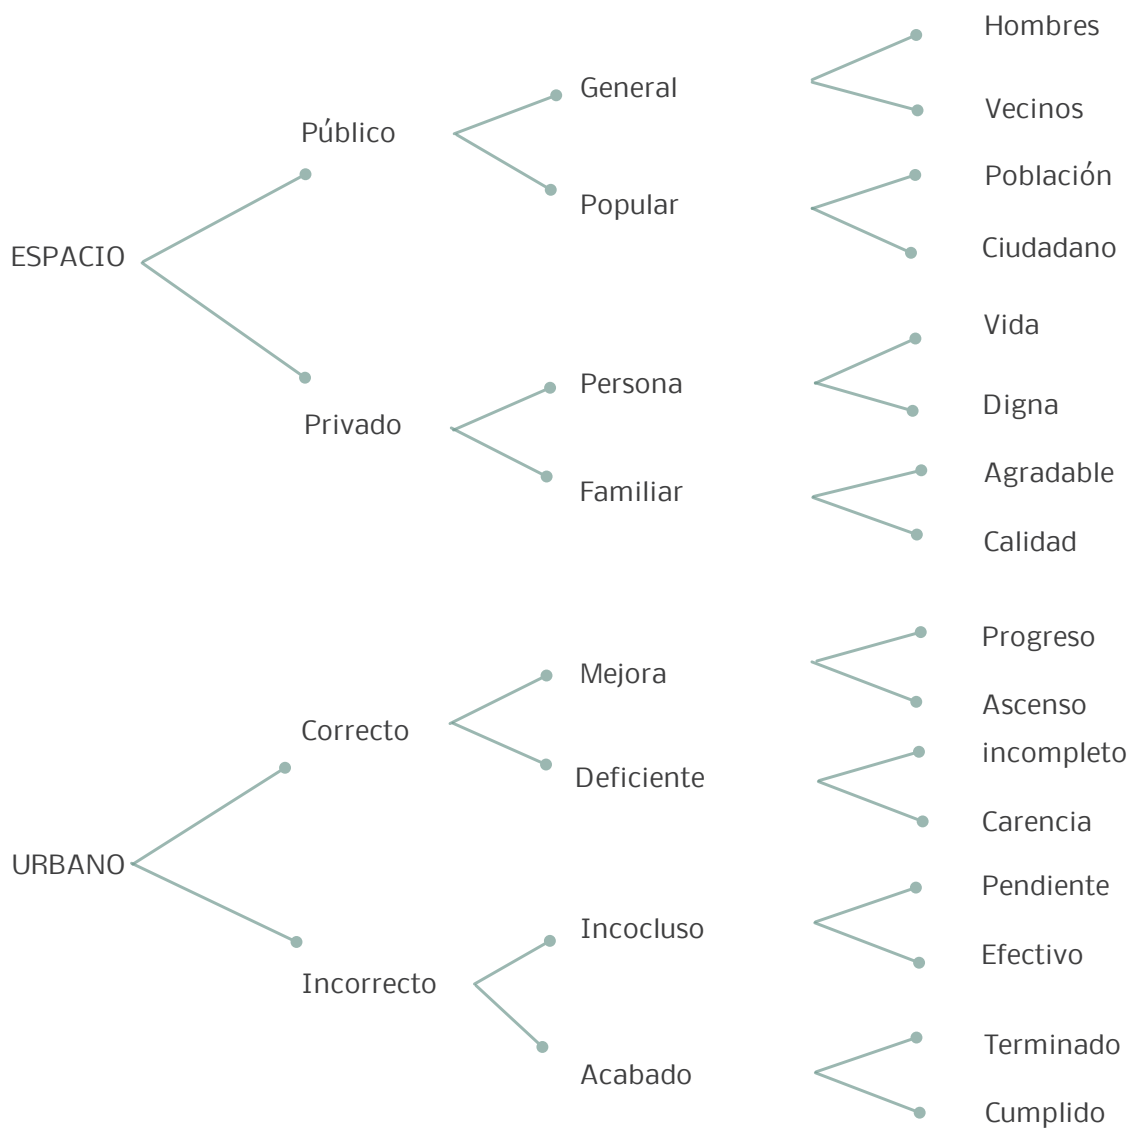 ESPACIO
Público
General
Hombres
Vecinos
Popular
Población
Ciudadano
Privado
Persona
Vida
Digna
Familiar
Agradable
Calidad
URBANO
Correcto
Mejora
Progreso
Ascenso
Deficiente
incompleto
Carencia
Incorrecto
Incocluso
Pendiente
Efectivo
Acabado
Terminado
Cumplido